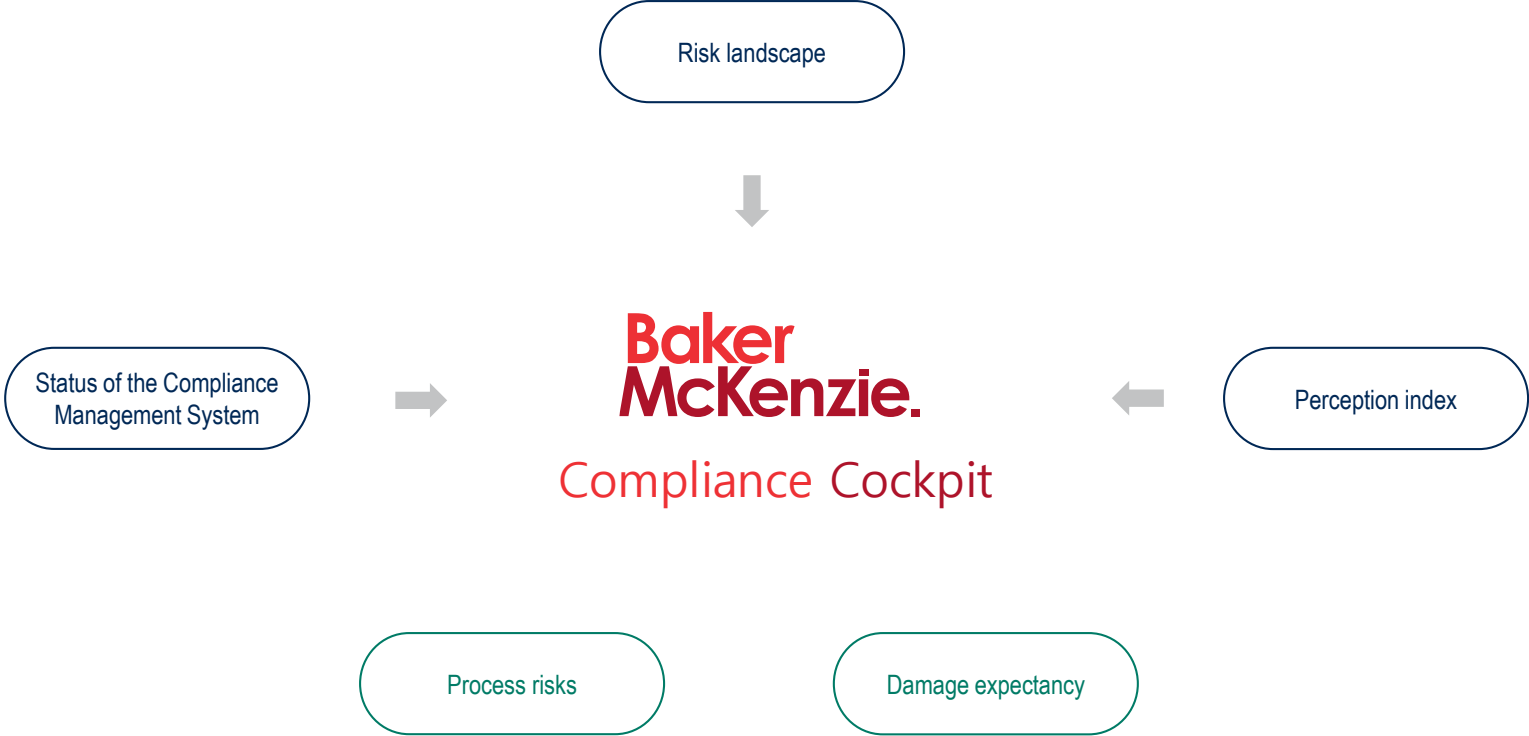 Risk landscape
Baker
McKenzie.
Status of the Compliance
Management System
Perception index
Compliance Cockpit
Process risks
Damage expectancy